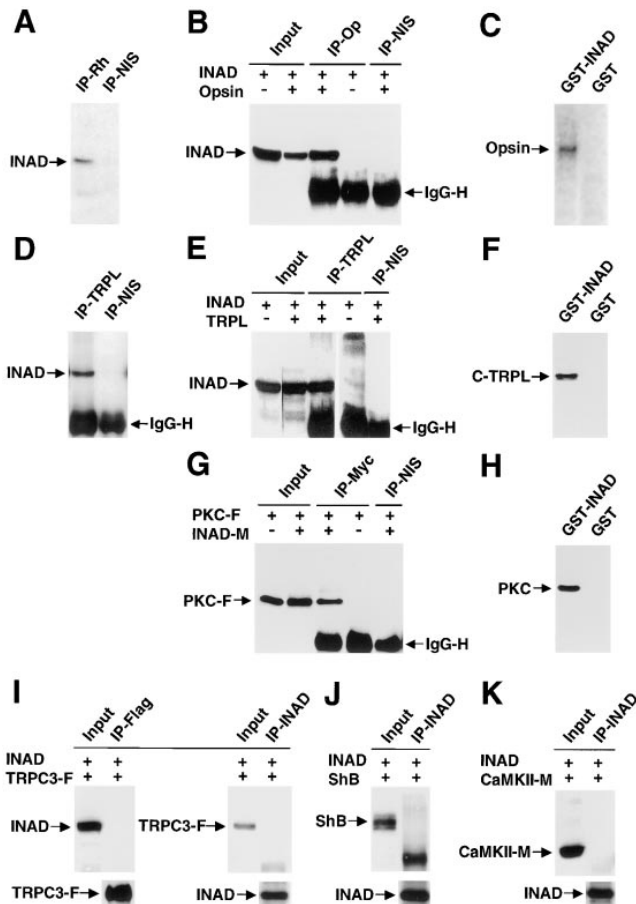 A
IP-Rh
IP-NIS
INAD
B
Input
IP-Op
IP-NIS
INAD + + + + +
Opsin - + + - +
INAD
IgG-H
C
GST-INAD
GST
Opsin
D
IP-TRPL
IP-NIS
INAD
IgG-H
E
Input
IP-TRPL
IP-NIS
INAD + + + + +
TRPL - + + - +
INAD
IgG-H
F
GST-INAD
GST
C-TRPL
G
Input
IP-Myc
IP-NIS
PKC-F + + + + +
INAD-M - + + - +
PKC-F
IgG-H
H
GST-INAD
GST
PKC
I
Input
IP-Flag
INAD + +
TRPC3-F + +
INAD
TRPC3-F
Input
IP-INAD
+ +
+ +
TRPC3-F
INAD
J
Input
IP-INAD
INAD + +
ShB + +
ShB
INAD
K
Input
IP-INAD
INAD + +
CaMKII-M + +
CaMKII-M
INAD